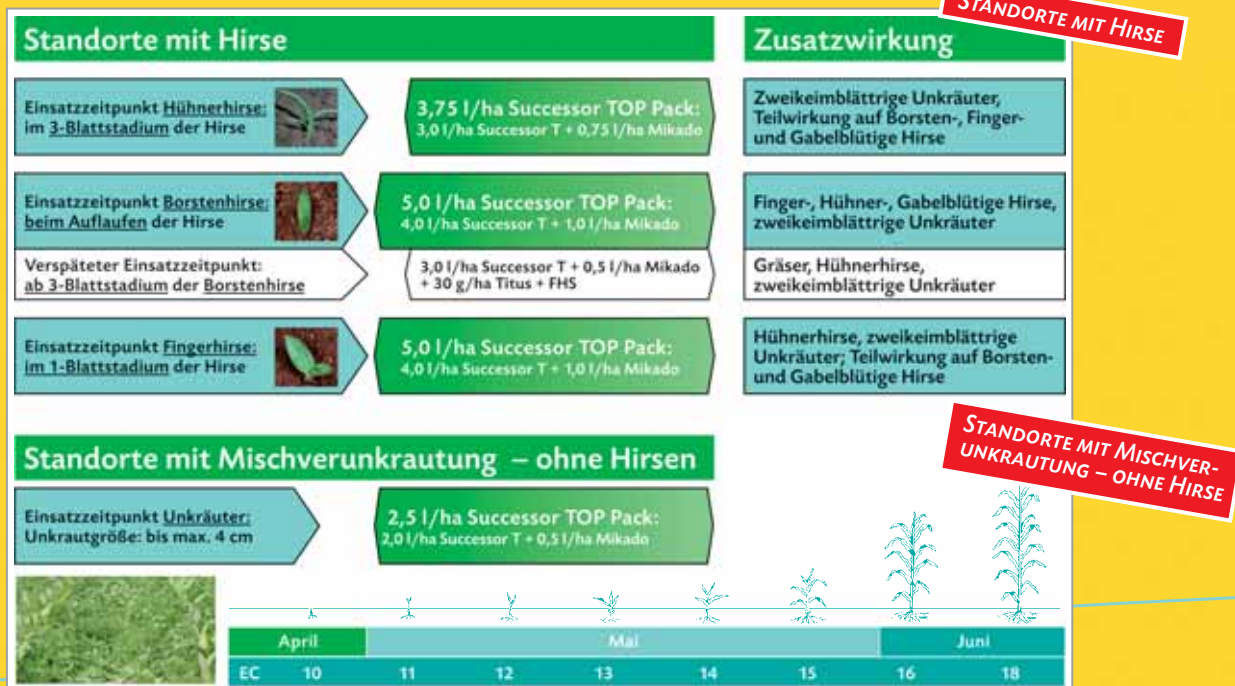 STANDORTE MIT HIRSE
Standorte mit Hirse
Zusatzwirkung
Einsatzzeitpunkt Hühnerhirse:
im 3-Blattstadium der Hirse
3,75 l/ha Successor TOP Pack:
3,0 l/ha Successor T + 0,75 l/ha Mikado
Zweikeimblättrige Unkräuter,
Teilwirkung auf Borsten-, Finger-
und Gabelblütige Hirse
Einsatzzeitpunkt Borstenhirse:
beim Auflaufen der Hirse
5,0 l/ha Successor TOP Pack:
4,0 l/ha Successor T + 1,0 l/ha Mikado
Finger-, Hühner-, Gabelblütige Hirse,
zweikeimblättrige Unkräuter
Verspäteter Einsatzzeitpunkt:
ab 3-Blattstadium der Borstenhirse
3,0 l/ha Successor T + 0,5 l/ha Mikado
+ 30 g/ha Titus + FHS
Gräser, Hühnerhirse,
zweikeimblättrige Unkräuter
Einsatzzeitpunkt Fingerhirse:
im 1-Blattstadium der Hirse
5,0 l/ha Successor TOP Pack:
4,0 l/ha Successor T + 1,0 l/ha Mikado
Hühnerhirse, zweikeimblättrige
Unkräuter; Teilwirkung auf Borsten-
und Gabelblütige Hirse
STANDORTE MIT MISCHVER-
UNKRAUTUNG – OHNE HIRSE
Standorte mit Mischverunkrautung – ohne Hirsen
Einsatzzeitpunkt Unkräuter:
Unkrautgröße: bis max. 4 cm
2,5 l/ha Successor TOP Pack:
2,0 l/ha Successor T + 0,5 l/ha Mikado
April Mai Juni
EC 10 11 12 13 14 15 16 18